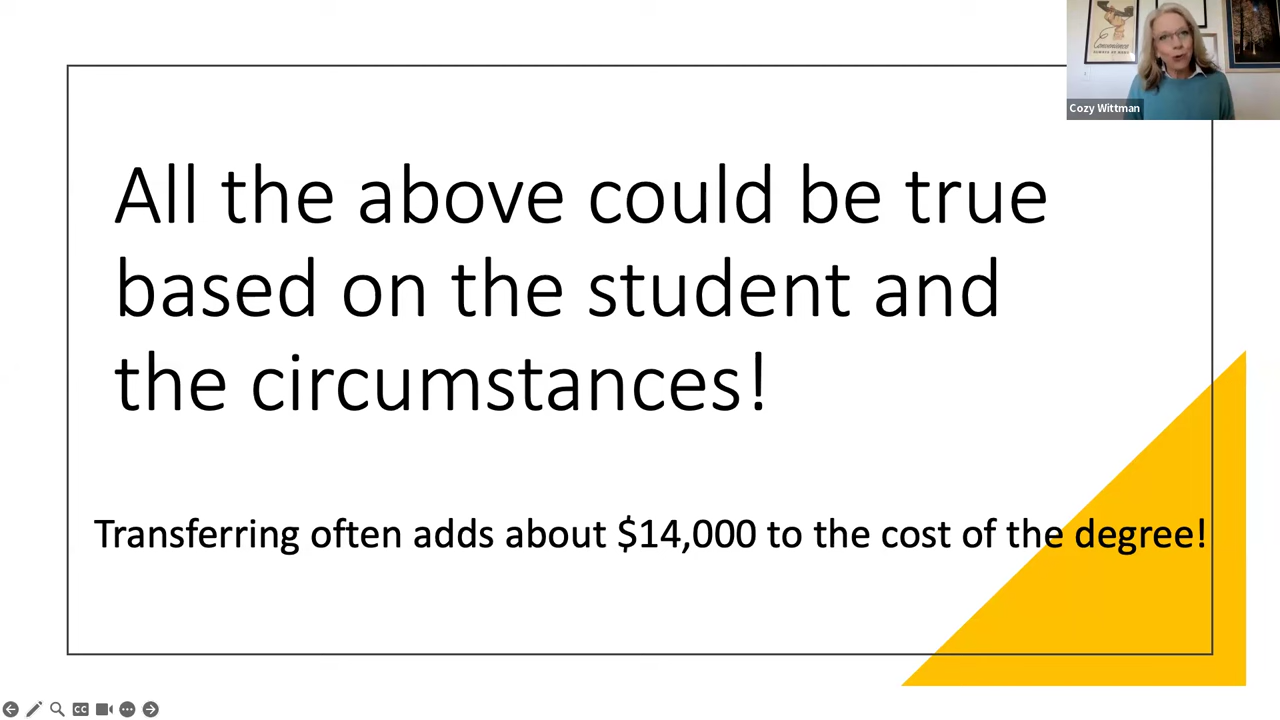 Cozy Wittman
All the above could be true
based on the student and
the circumstances!
Transferring often adds about $14,000 to the cost of the degree!
CC